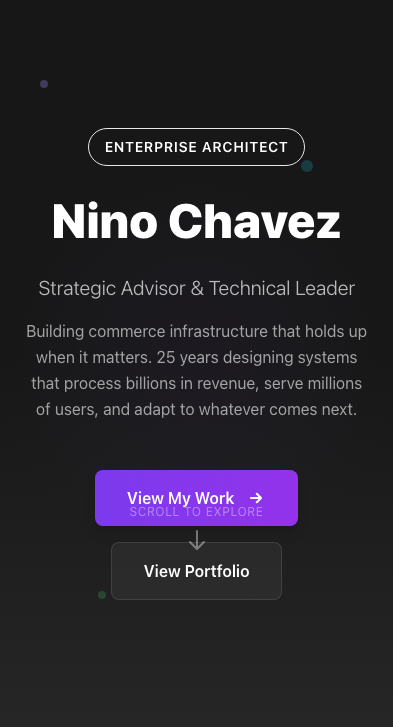 ENTERPRISE ARCHITECT
Nino Chavez
Strategic Advisor & Technical Leader
Building commerce infrastructure that holds up
when it matters. 25 years designing systems
that process billions in revenue, serve millions
of users, and adapt to whatever comes next.
View My Work →
SCROLL TO EXPLORE
View Portfolio